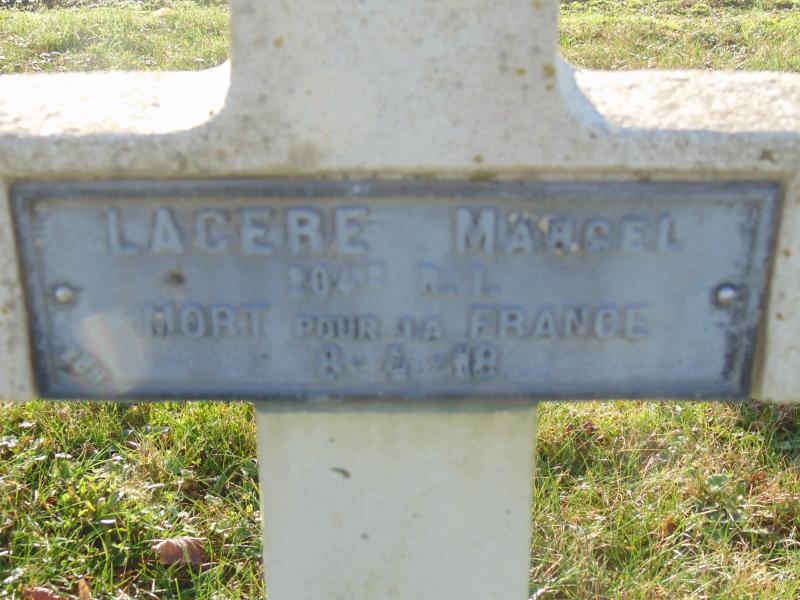 LACERE MARCEL
204E R.I.
MORT POUR LA FRANCE